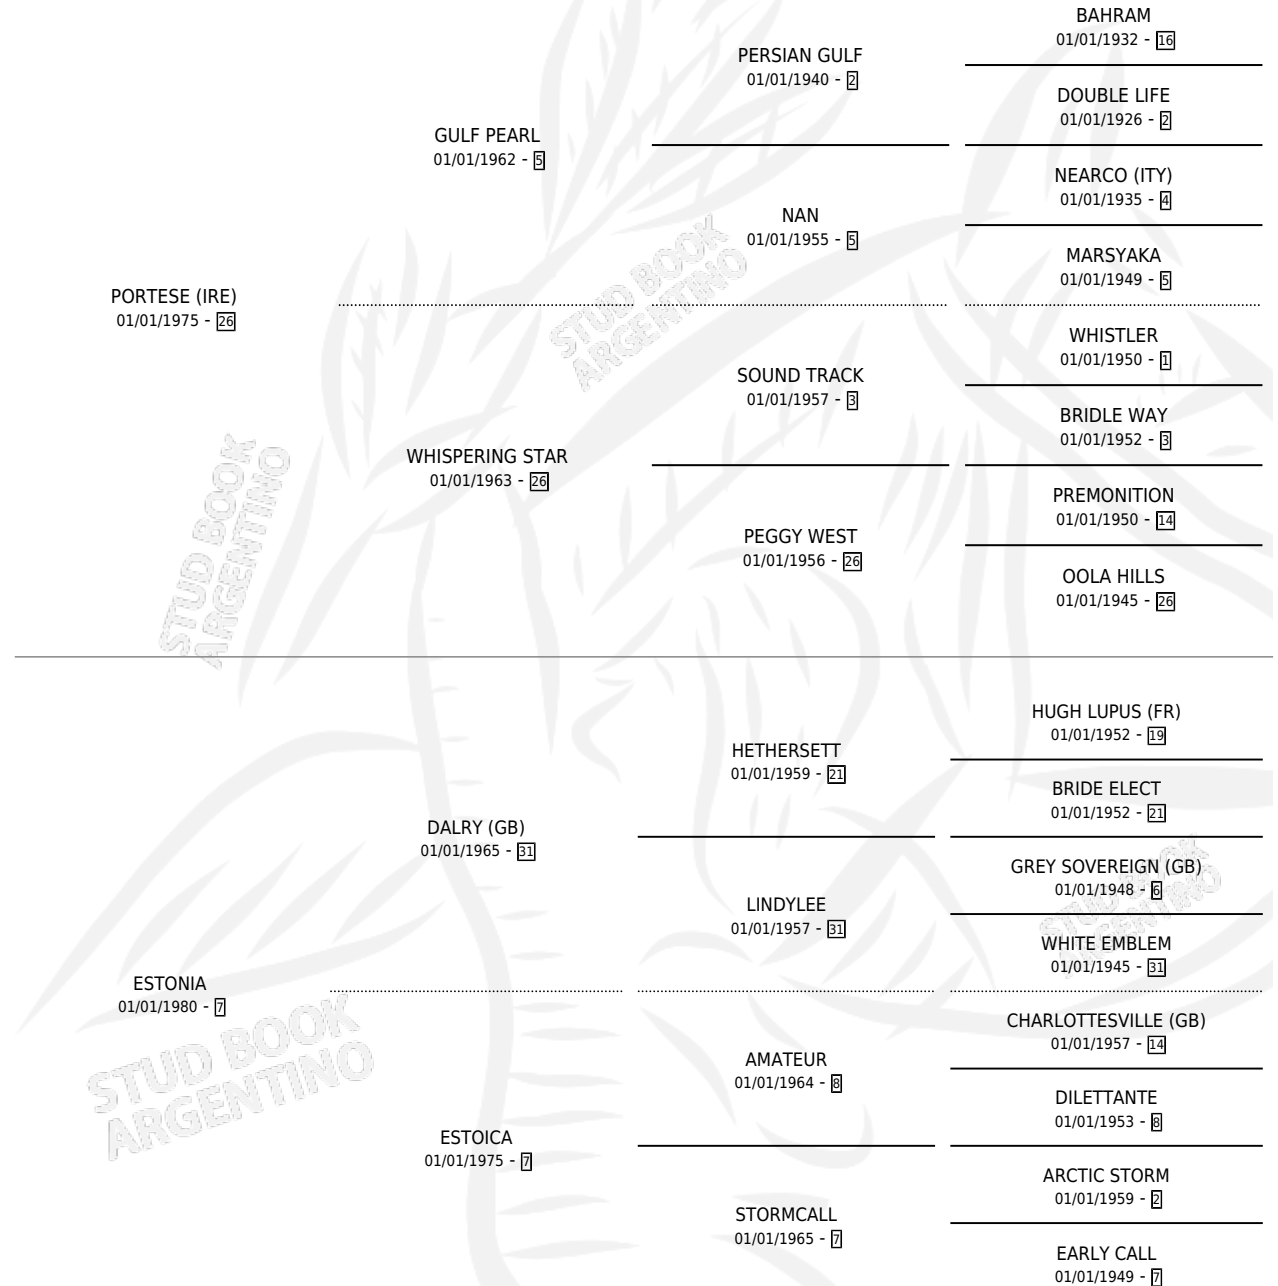 BAHRAM
01/01/1932 - 16
PERSIAN GULF
01/01/1940 - 2
DOUBLE LIFE
01/01/1926 - 2
GULF PEARL
01/01/1962 - 5
NEARCO (ITY)
01/01/1935 - 4
NAN
01/01/1955 - 5
MARSYAKA
01/01/1949 - 5
PORTESE (IRE)
01/01/1975 - 26
WHISTLER
01/01/1950 - 1
SOUND TRACK
01/01/1957 - 3
BRIDLE WAY
01/01/1952 - 3
WHISPERING STAR
01/01/1963 - 26
PREMONITION
01/01/1950 - 14
PEGGY WEST
01/01/1956 - 26
OOLA HILLS
01/01/1945 - 26
HUGH LUPUS (FR)
01/01/1952 - 19
HETHERSETT
01/01/1959 - 21
BRIDE ELECT
01/01/1952 - 21
DALRY (GB)
01/01/1965 - 31
GREY SOVEREIGN (GB)
01/01/1948 - 6
LINDYLEE
01/01/1957 - 31
WHITE EMBLEM
01/01/1945 - 31
ESTONIA
01/01/1980 - 7
CHARLOTTESVILLE (GB)
01/01/1957 - 14
AMATEUR
01/01/1964 - 8
DILETTANTE
01/01/1953 - 8
ESTOICA
01/01/1975 - 7
ARCTIC STORM
01/01/1959 - 2
STORMCALL
01/01/1965 - 7
EARLY CALL
01/01/1949 - 7
STUD BOOK
ARGENTINO
STUD BOOK
ARGENTINO
STUD BOOK
ARGENTINO
STUD BOOK
ARGENTINO